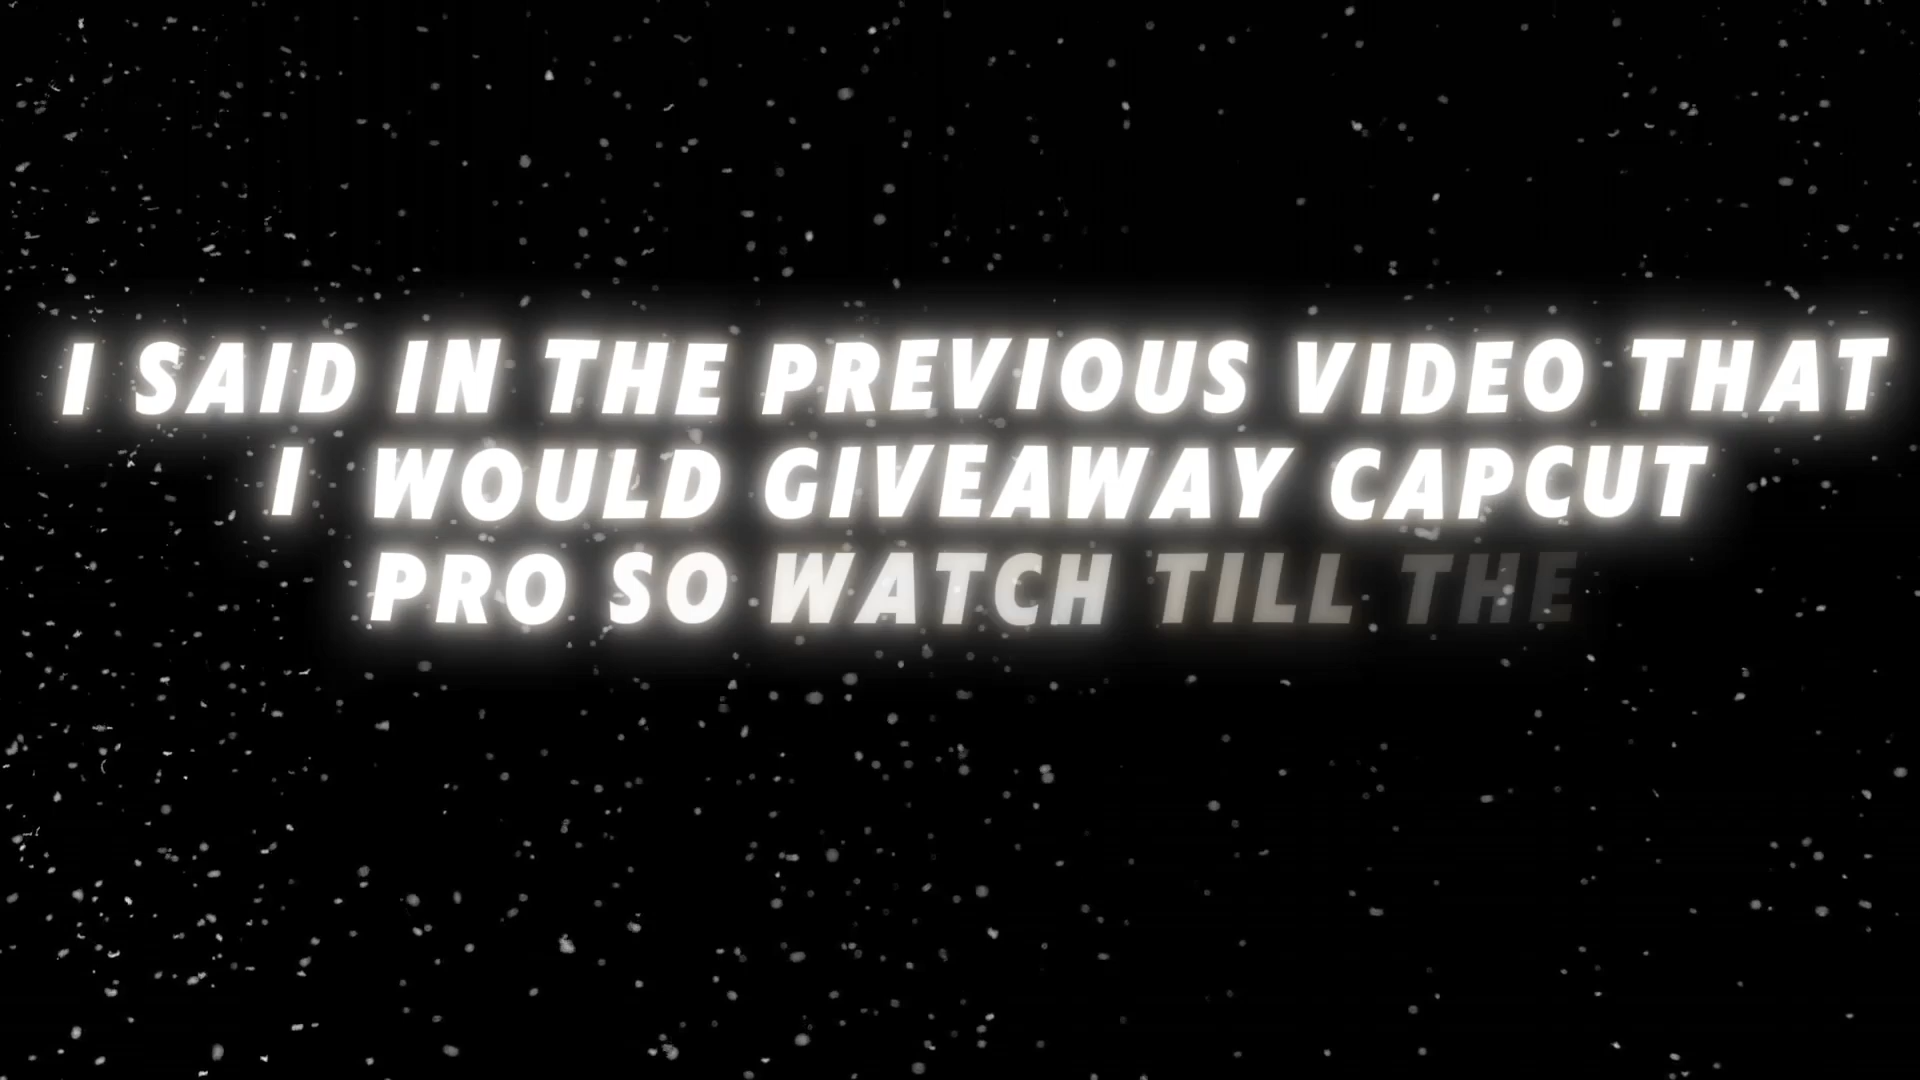 I SAID IN THE PREVIOUS VIDEO THAT
I WOULD GIVEAWAY CAPCUT
PRO SO WATCH TILL THE